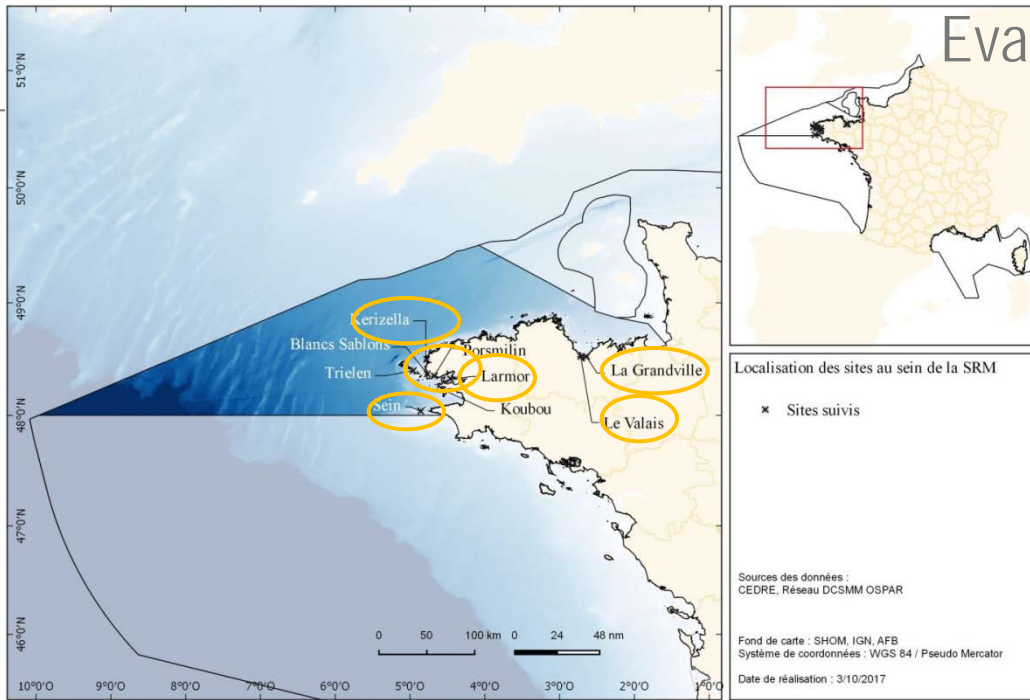 Eva
51°0'N
50°0'N
49°0'N
48°0'N
47°0'N
46°0'N
Kerizella
Blancs Sablons
Porsmilin
Trielen
Larmor
La Grandville
Sein
Koubou
Le Valais
0 50 100 km
0 24 48 nm
10°0'O 9°0'O 8°0'O 7°0'O 6°0'O 5°0'O 4°0'O 3°0'O 2°0'O 1°0'O
Localisation des sites au sein de la SRM
Sites suivis
Sources des données :
CEDRE, Réseau DCSMM OSPAR
Fond de carte : SHOM, IGN, AFB
Système de coordonnées : WGS 84 / Pseudo Mercator
Date de réalisation : 3/10/2017